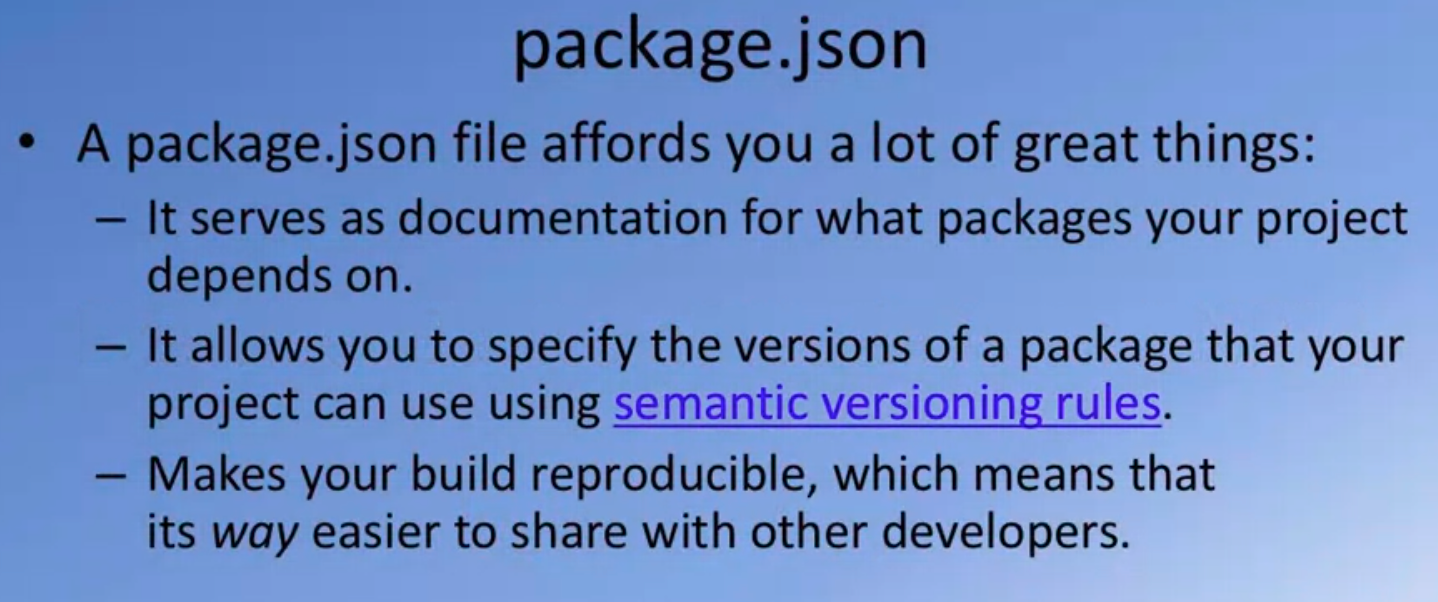 package.json
• A package.json file affords you a lot of great things:
– It serves as documentation for what packages your project
depends on.
– It allows you to specify the versions of a package that your
project can use using semantic versioning rules.
– Makes your build reproducible, which means that
its way easier to share with other developers.